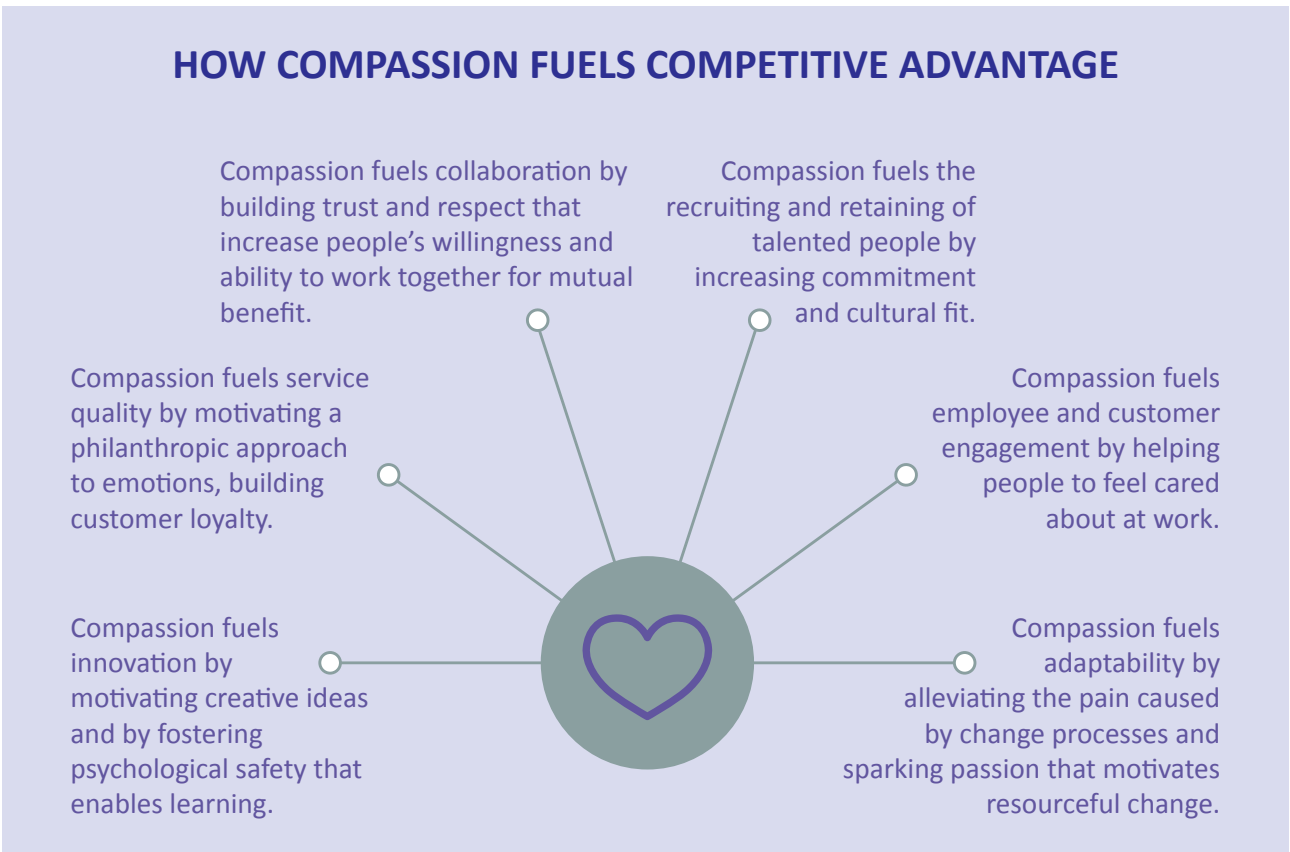 HOW COMPASSION FUELS COMPETITIVE ADVANTAGE
Compassion fuels collaboration by
building trust and respect that
increase people’s willingness and
ability to work together for mutual
benefit.
Compassion fuels the
recruiting and retaining of
talented people by
increasing commitment
and cultural fit.
Compassion fuels service
quality by motivating a
philanthropic approach
to emotions, building
customer loyalty.
Compassion fuels
employee and customer
engagement by helping
people to feel cared
about at work.
Compassion fuels
innovation by
motivating creative ideas
and by fostering
psychological safety that
enables learning.
Compassion fuels
adaptability by
alleviating the pain caused
by change processes and
sparking passion that motivates
resourceful change.